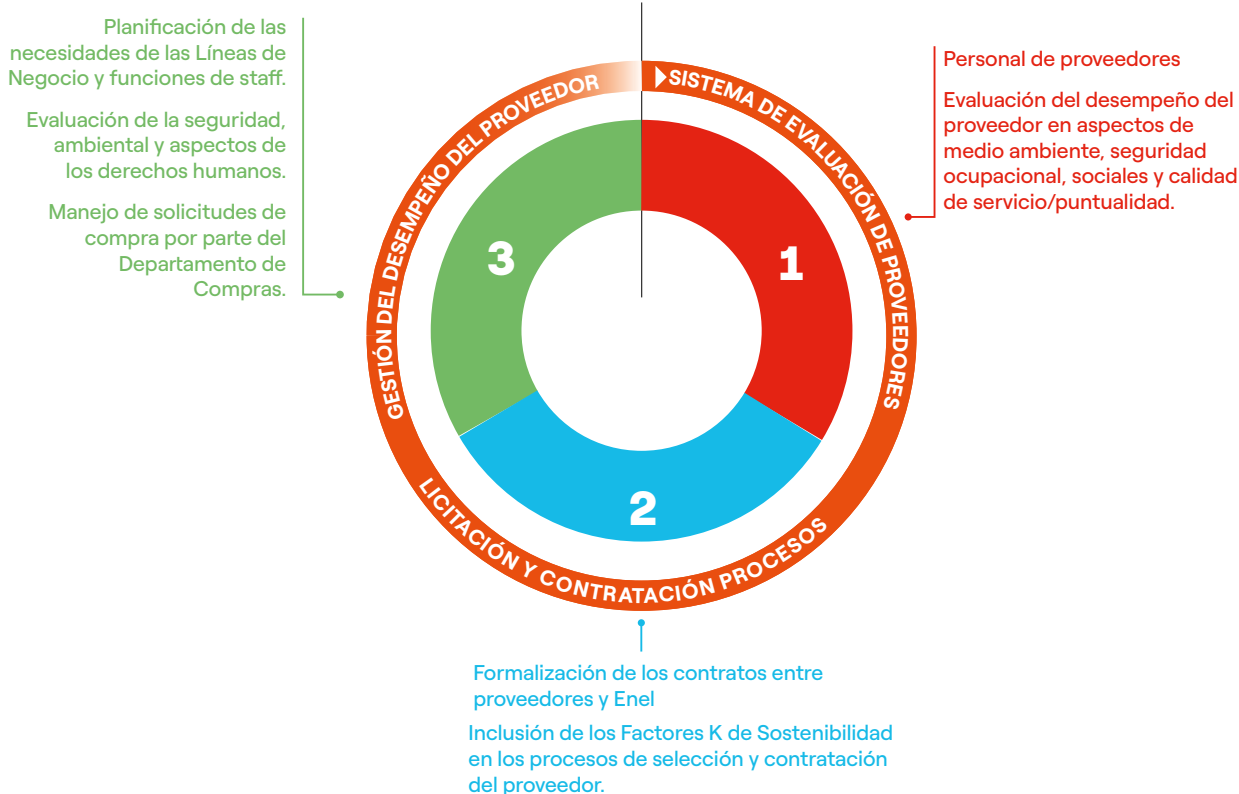 Planificación de las
necesidades de las Líneas de
Negocio y funciones de staff.
Evaluación de la seguridad,
ambiental y aspectos de
los derechos humanos.
Manejo de solicitudes de
compra por parte del
Departamento de
Compras.
GESTIÓN DEL DESEMPEÑO DEL PROVEEDOR
SISTEMA DE EVALUACIÓN DE PROVEEDORES
LICITACIÓN Y CONTRATACIÓN PROCESOS
3
1
2
Personal de proveedores
Evaluación del desempeño del
proveedor en aspectos de
medio ambiente, seguridad
ocupacional, sociales y calidad
de servicio/puntualidad.
Formalización de los contratos entre
proveedores y Enel
Inclusión de los Factores K de Sostenibilidad
en los procesos de selección y contratación
del proveedor.